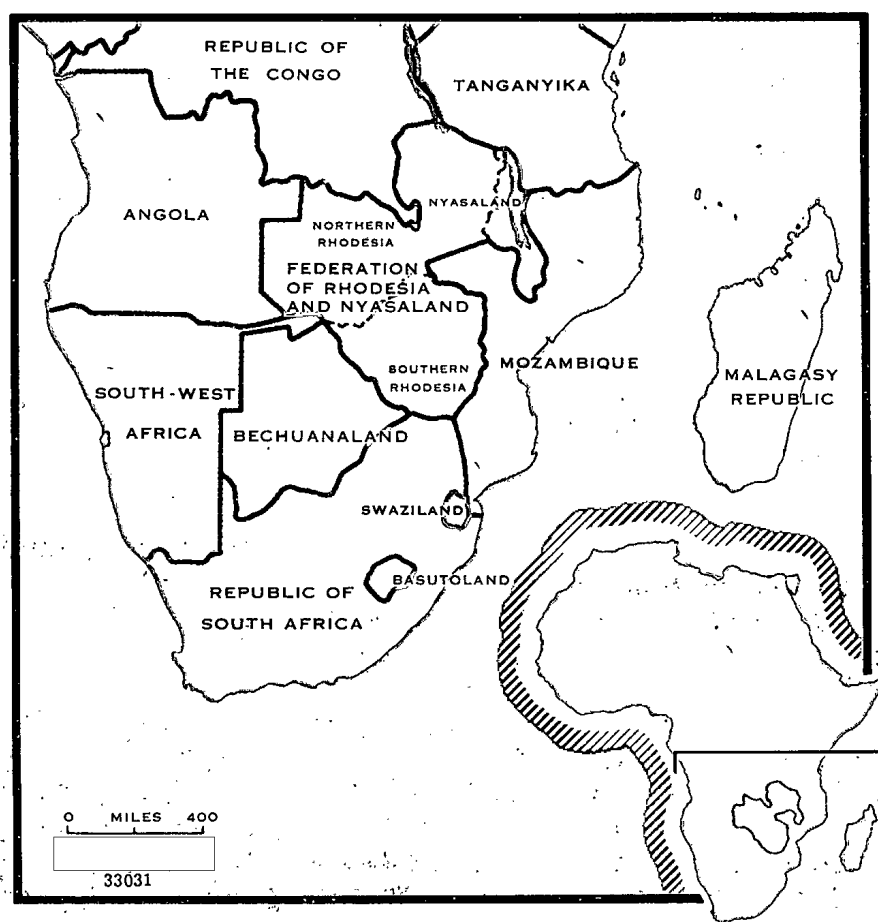 REPUBLIC OF
THE CONGO
TANGANYIKA
ANGOLA
NYASALAND
NORTHERN
RHODESIA
FEDERATION
OF RHODESIA
AND NYASALAND
SOUTHERN
RHODESIA
MOZAMBIQUE
MALAGASY
REPUBLIC
SOUTH-WEST
AFRICA
BECHUANALAND
SWAZILAND
BASUTOLAND
REPUBLIC OF
SOUTH AFRICA
0 MILES 400
33031